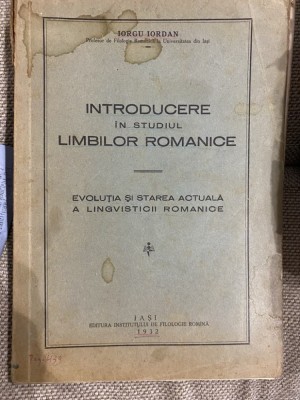 IORGU IORDAN
Profesor de Filologie Romanică la Universitatea din Iași
INTRODUCERE
ÎN STUDIUL
LIMBILOR ROMANICE
EVOLUȚIA ȘI STAREA ACTUALĂ
A LINGVISTICII ROMANICE
IAȘI
EDITURA INSTITUTULUI DE FILOLOGIE ROMÎNĂ
1932